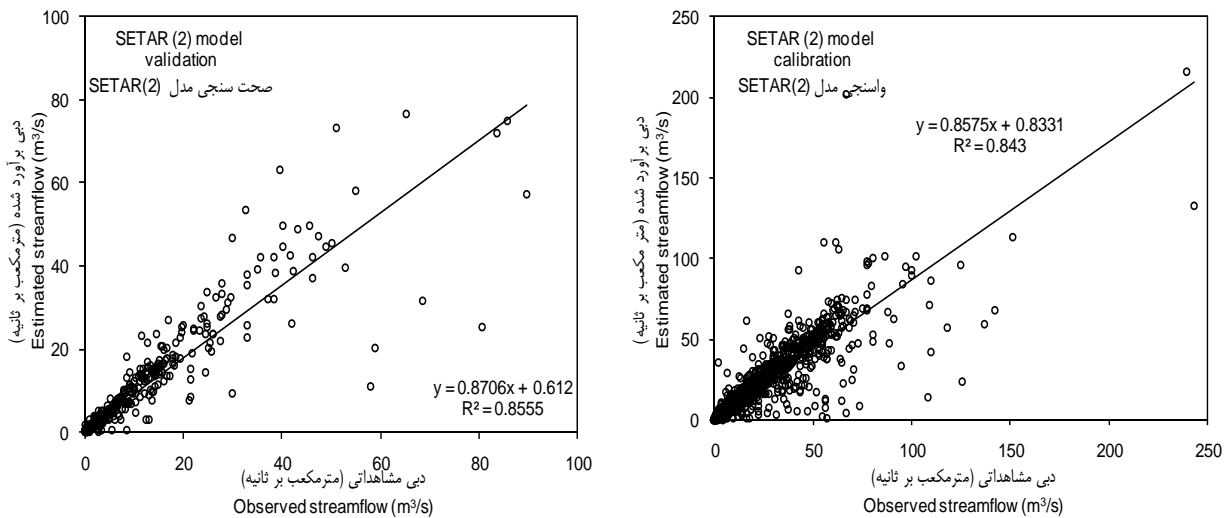 SETAR (2) model
validation
صحت سنجی مدل SETAR(2)
دبی برآورد شده (مترمکعب بر ثانیه)
Estimated streamflow (m³/s)
100
80
60
40
20
0
y = 0.8706x + 0.612
R² = 0.8555
0 20 40 60 80 100
دبی مشاهداتی (مترمکعب بر ثانیه)
Observed streamflow (m³/s)
SETAR (2) model
calibration
واسنجی مدل SETAR(2)
دبی برآورد شده (متر مکعب بر ثانیه)
Estimated streamflow (m³/s)
250
200
150
100
50
0
y = 0.8575x + 0.8331
R² = 0.843
0 50 100 150 200 250
دبی مشاهداتی (مترمکعب بر ثانیه)
Observed streamflow (m³/s)